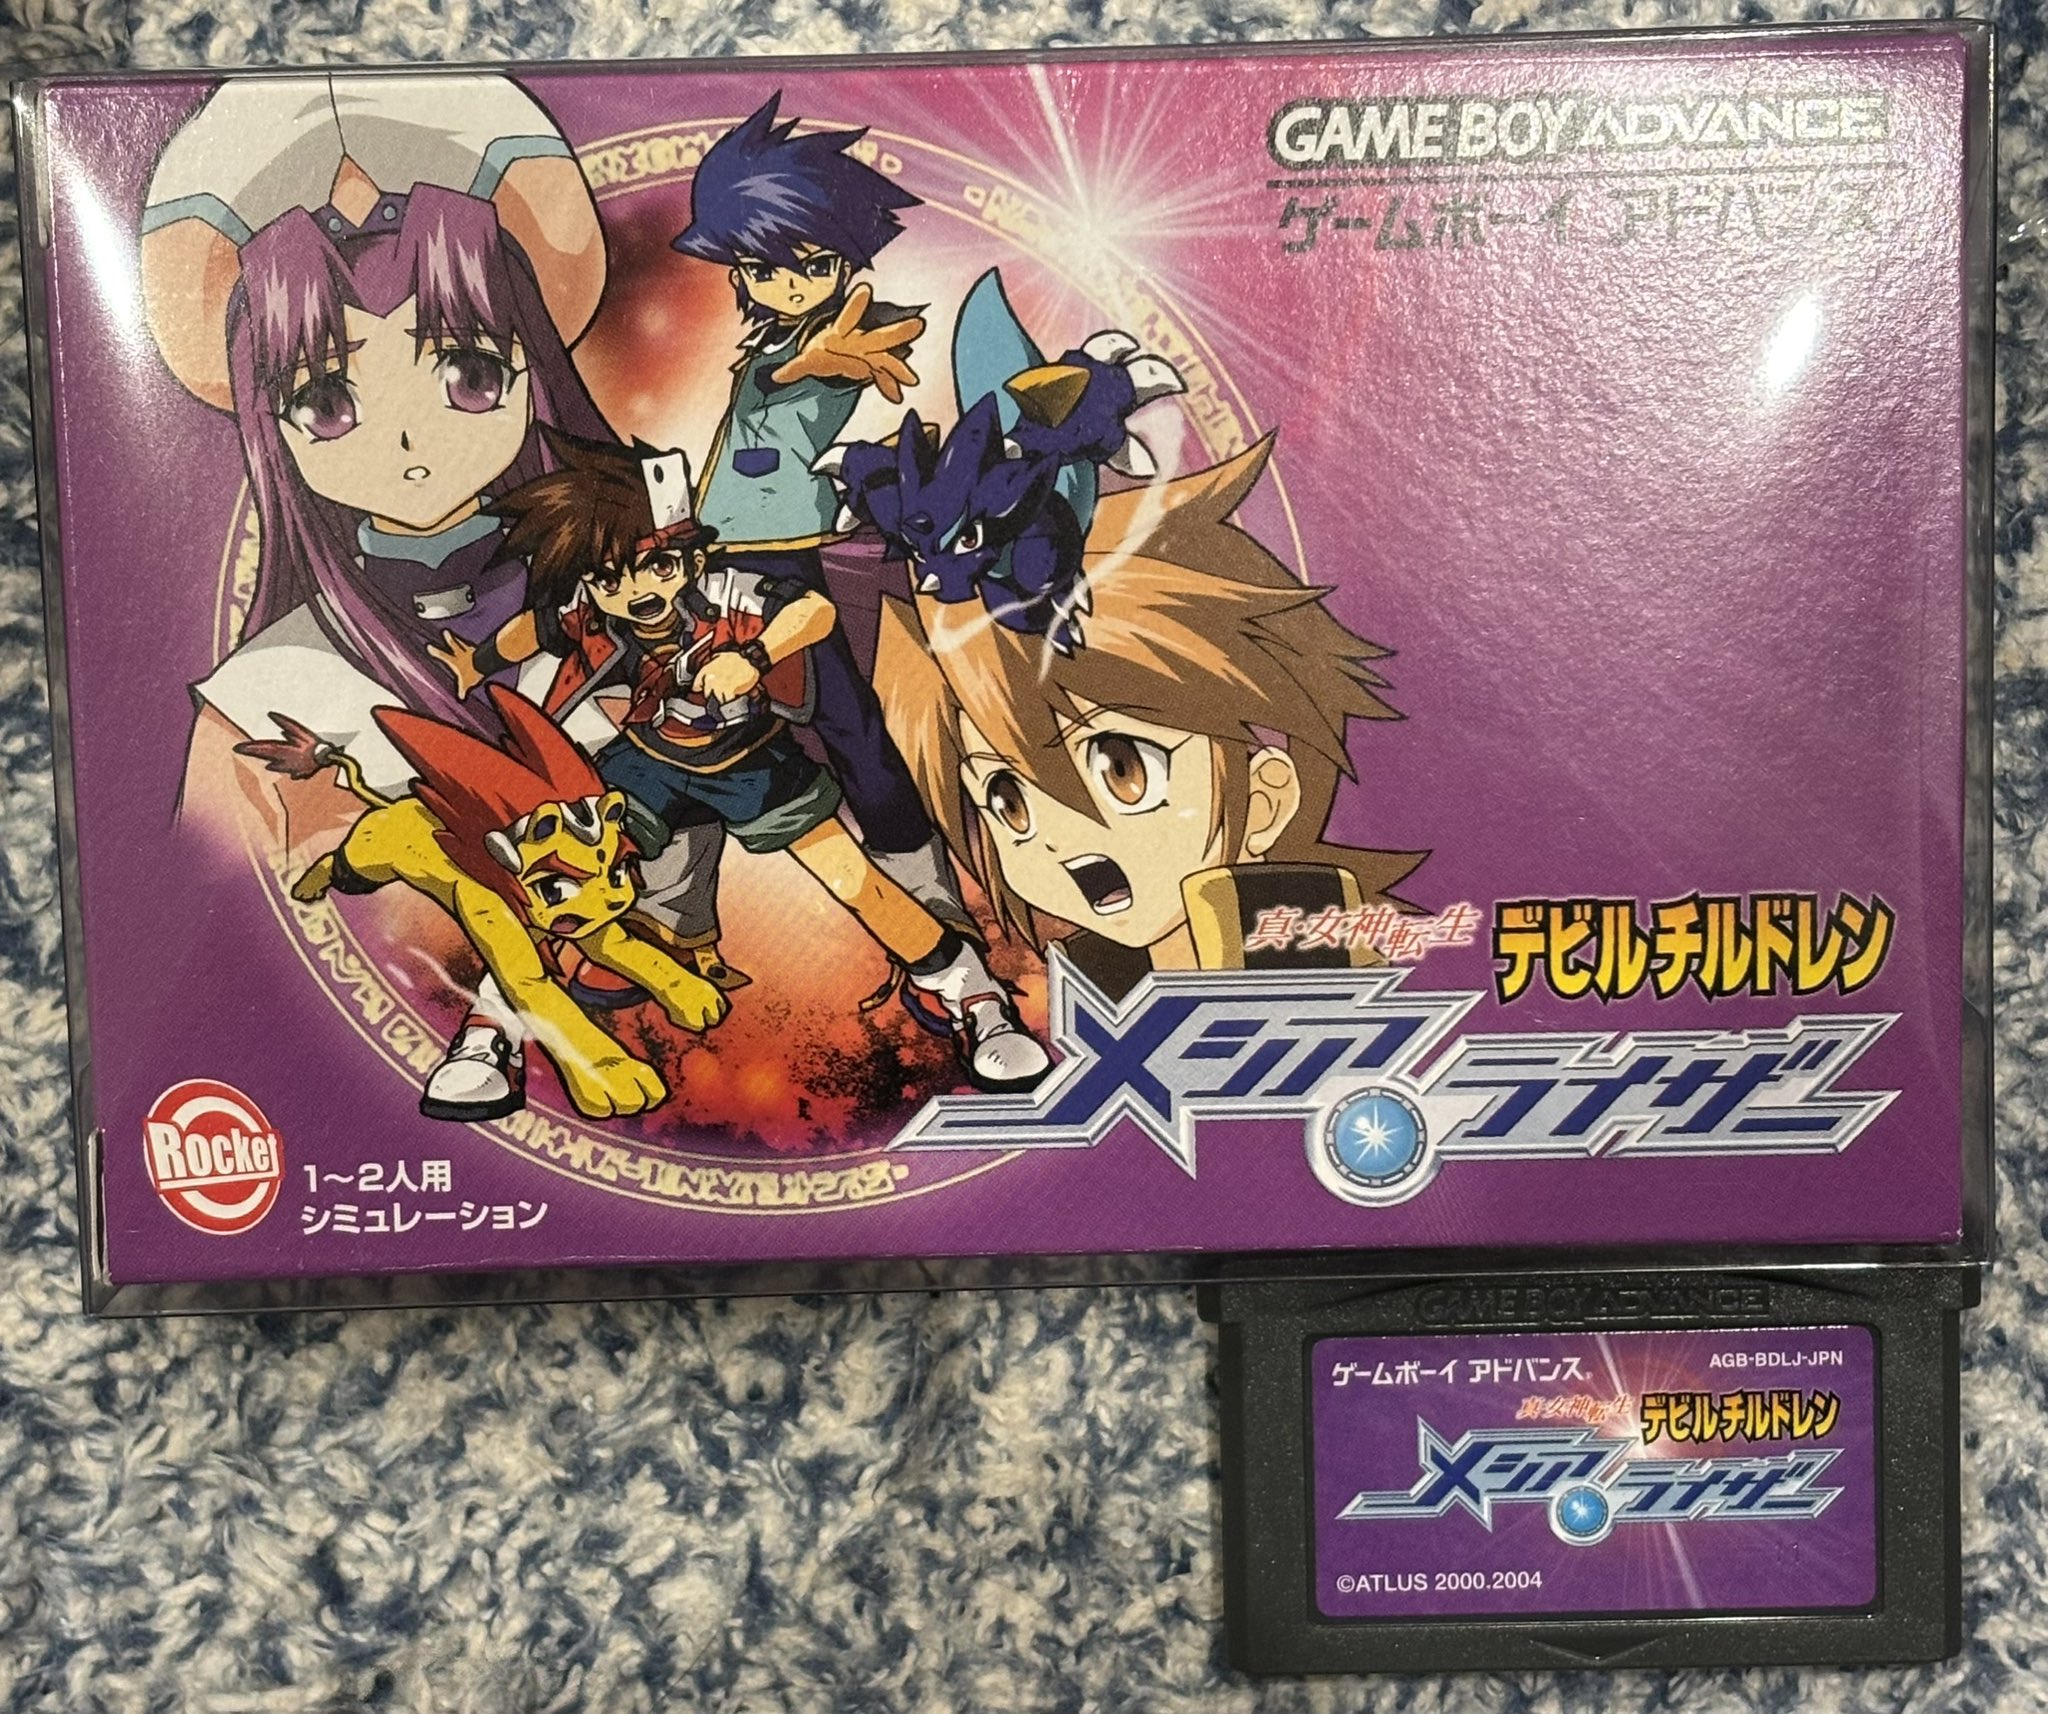 GAME BOY ADVANCE
ゲームボーイ アドバンス
真・女神転生 デビルチルドレン
メシアライザー
Rocket
1～2人用
シミュレーション
GAME BOY ADVANCE
ゲームボーイ アドバンス
AGB-BDLJ-JPN
真・女神転生 デビルチルドレン
メシアライザー
©ATLUS 2000.2004